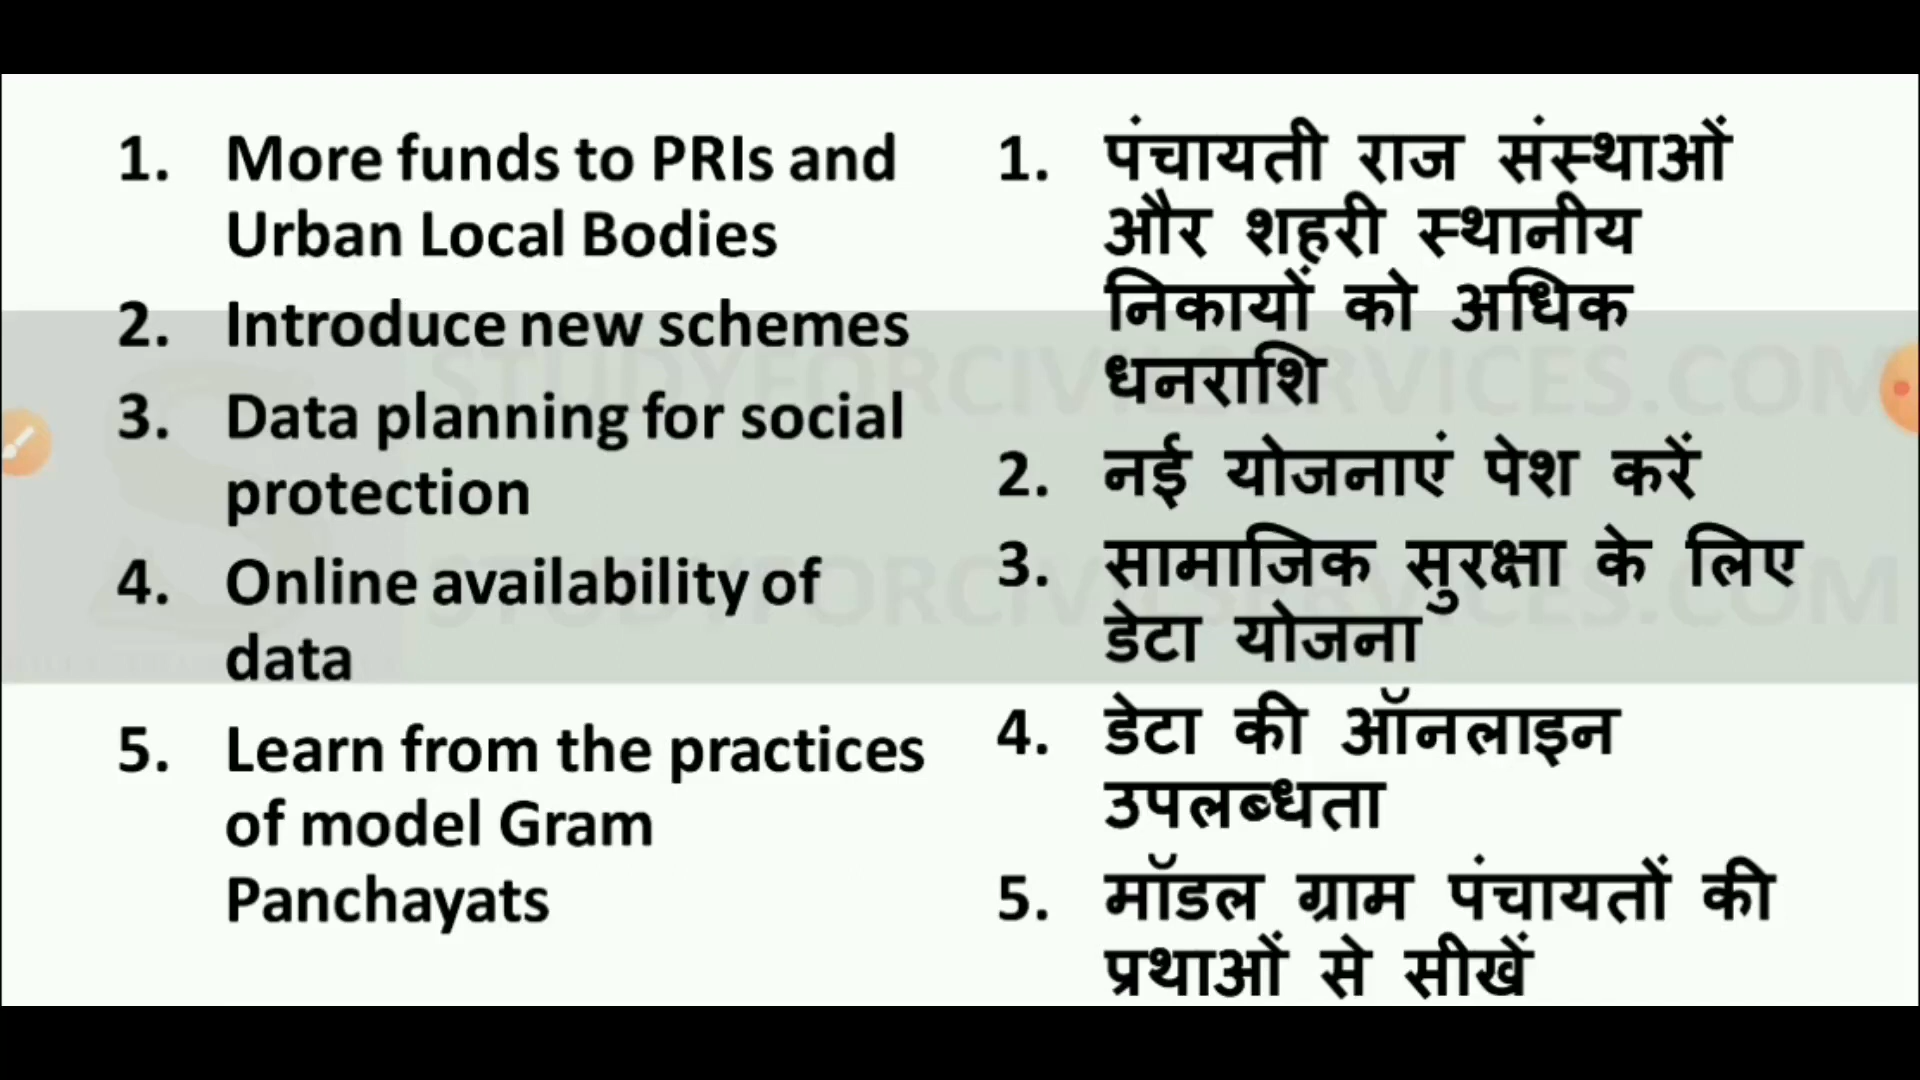 1. More funds to PRIs and
Urban Local Bodies
2. Introduce new schemes
3. Data planning for social
protection
4. Online availability of
data
5. Learn from the practices
of model Gram
Panchayats
1. पंचायती राज संस्थाओं
और शहरी स्थानीय
निकायों को अधिक
धनराशि
2. नई योजनाएं पेश करें
3. सामाजिक सुरक्षा के लिए
डेटा योजना
4. डेटा की ऑनलाइन
उपलब्धता
5. मॉडल ग्राम पंचायतों की
प्रथाओं से सीखें
STUDYFORCIVILSERVICES.COM
STUDYFORCIVILSERVICES.COM